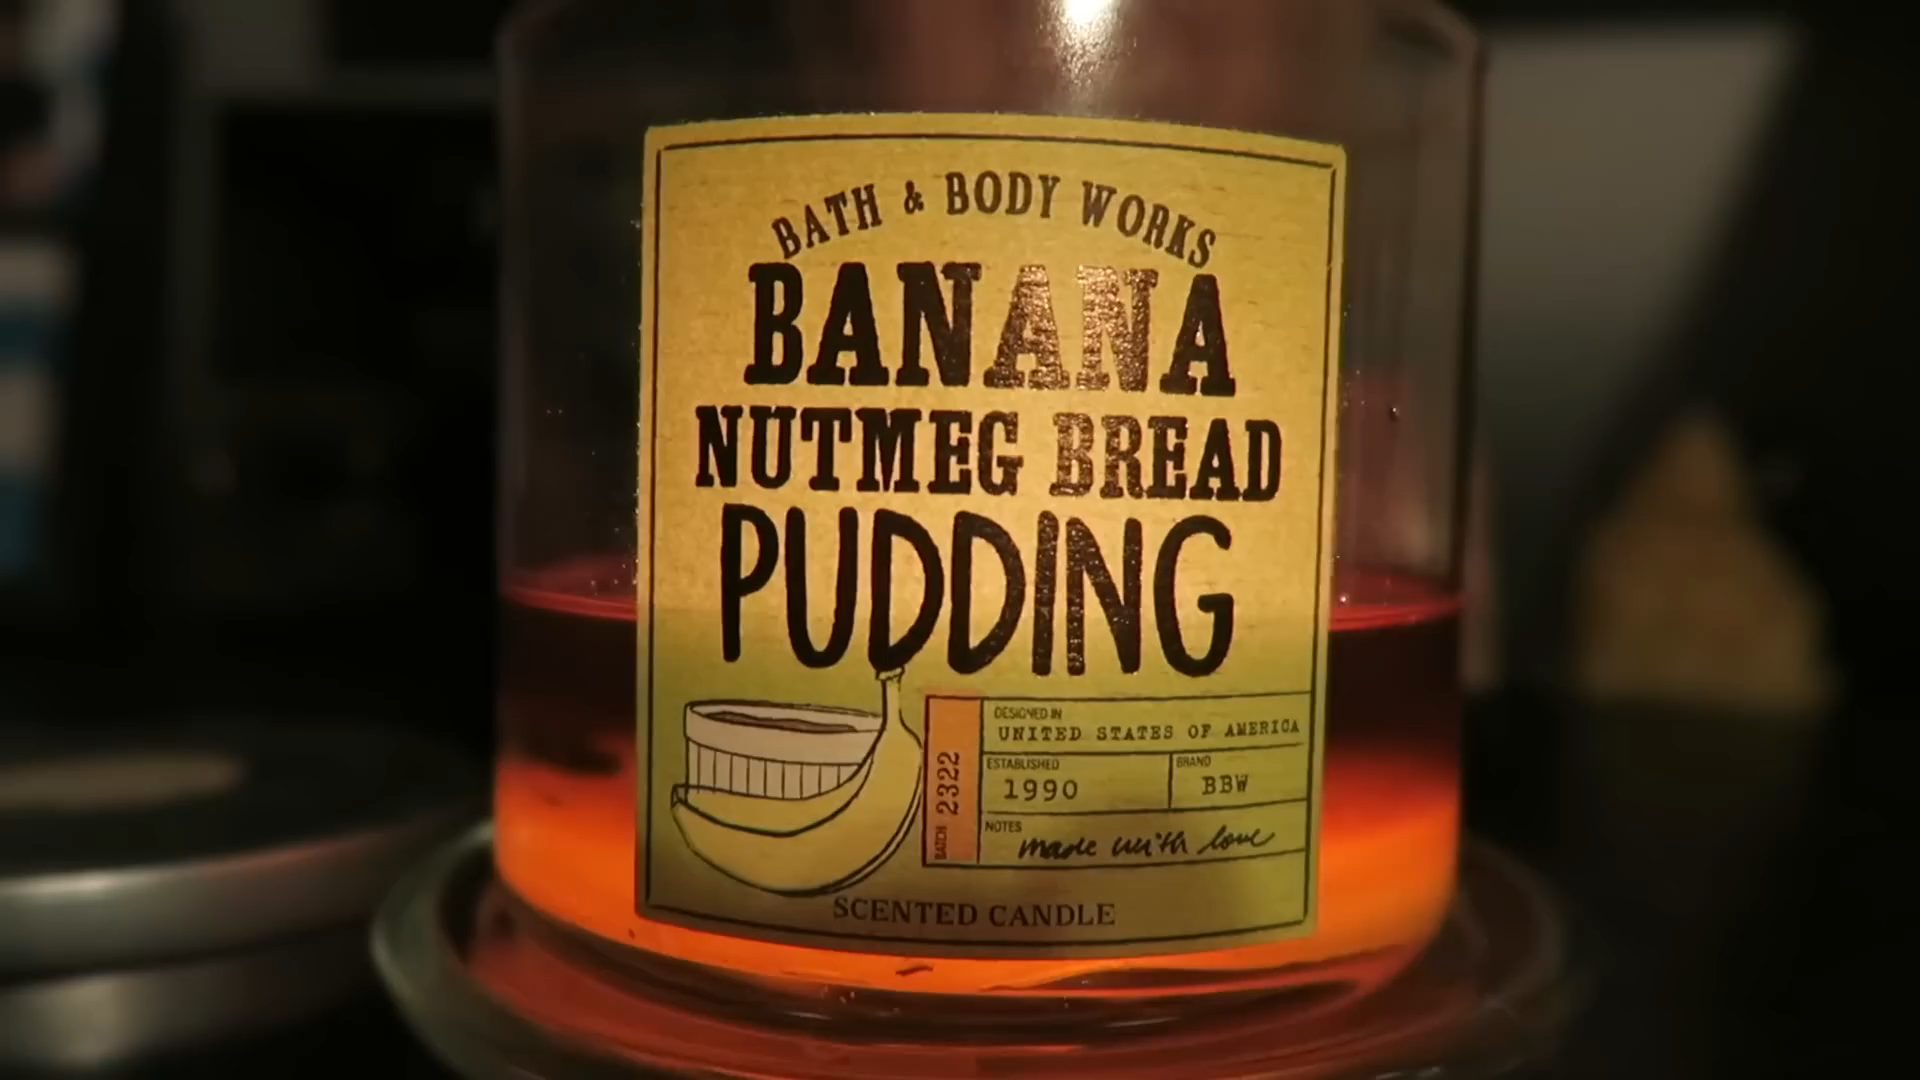 BATH & BODY WORKS
BANANA
NUTMEG BREAD
PUDDING
DESIGNED IN
UNITED STATES OF AMERICA
ESTABLISHED
1990
BRAND
BBW
NOTES
made with love
BATCH 2322
SCENTED CANDLE